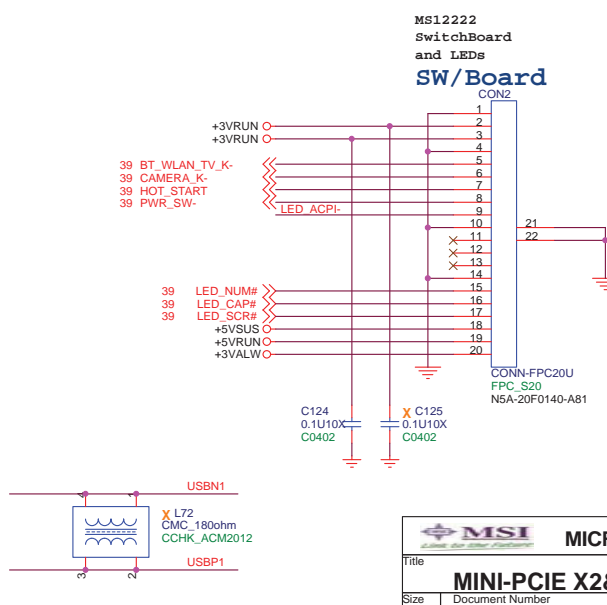 MS12222
SwitchBoard
and LEDs
SW/Board
CON2
1
+3VRUN 2
+3VRUN 3
4
39 BT_WLAN_TV_K- 5
39 CAMERA_K- 6
39 HOT_START 7
39 PWR_SW- 8
LED_ACPI- 9
10 21
11 22
12
13
14
39 LED_NUM# 15
39 LED_CAP# 16
39 LED_SCR# 17
+5VSUS 18
+5VRUN 19
+3VALW 20
CONN-FPC20U
FPC_S20
N5A-20F0140-A81
C124 X C125
0.1U10X 0.1U10X
C0402 C0402
USBN1
4 1
X L72
CMC_180ohm
CCHK_ACM2012
USBP1
3 2
MSI MICR
Link to the Future
Title
MINI-PCIE X2&
Size Document Number